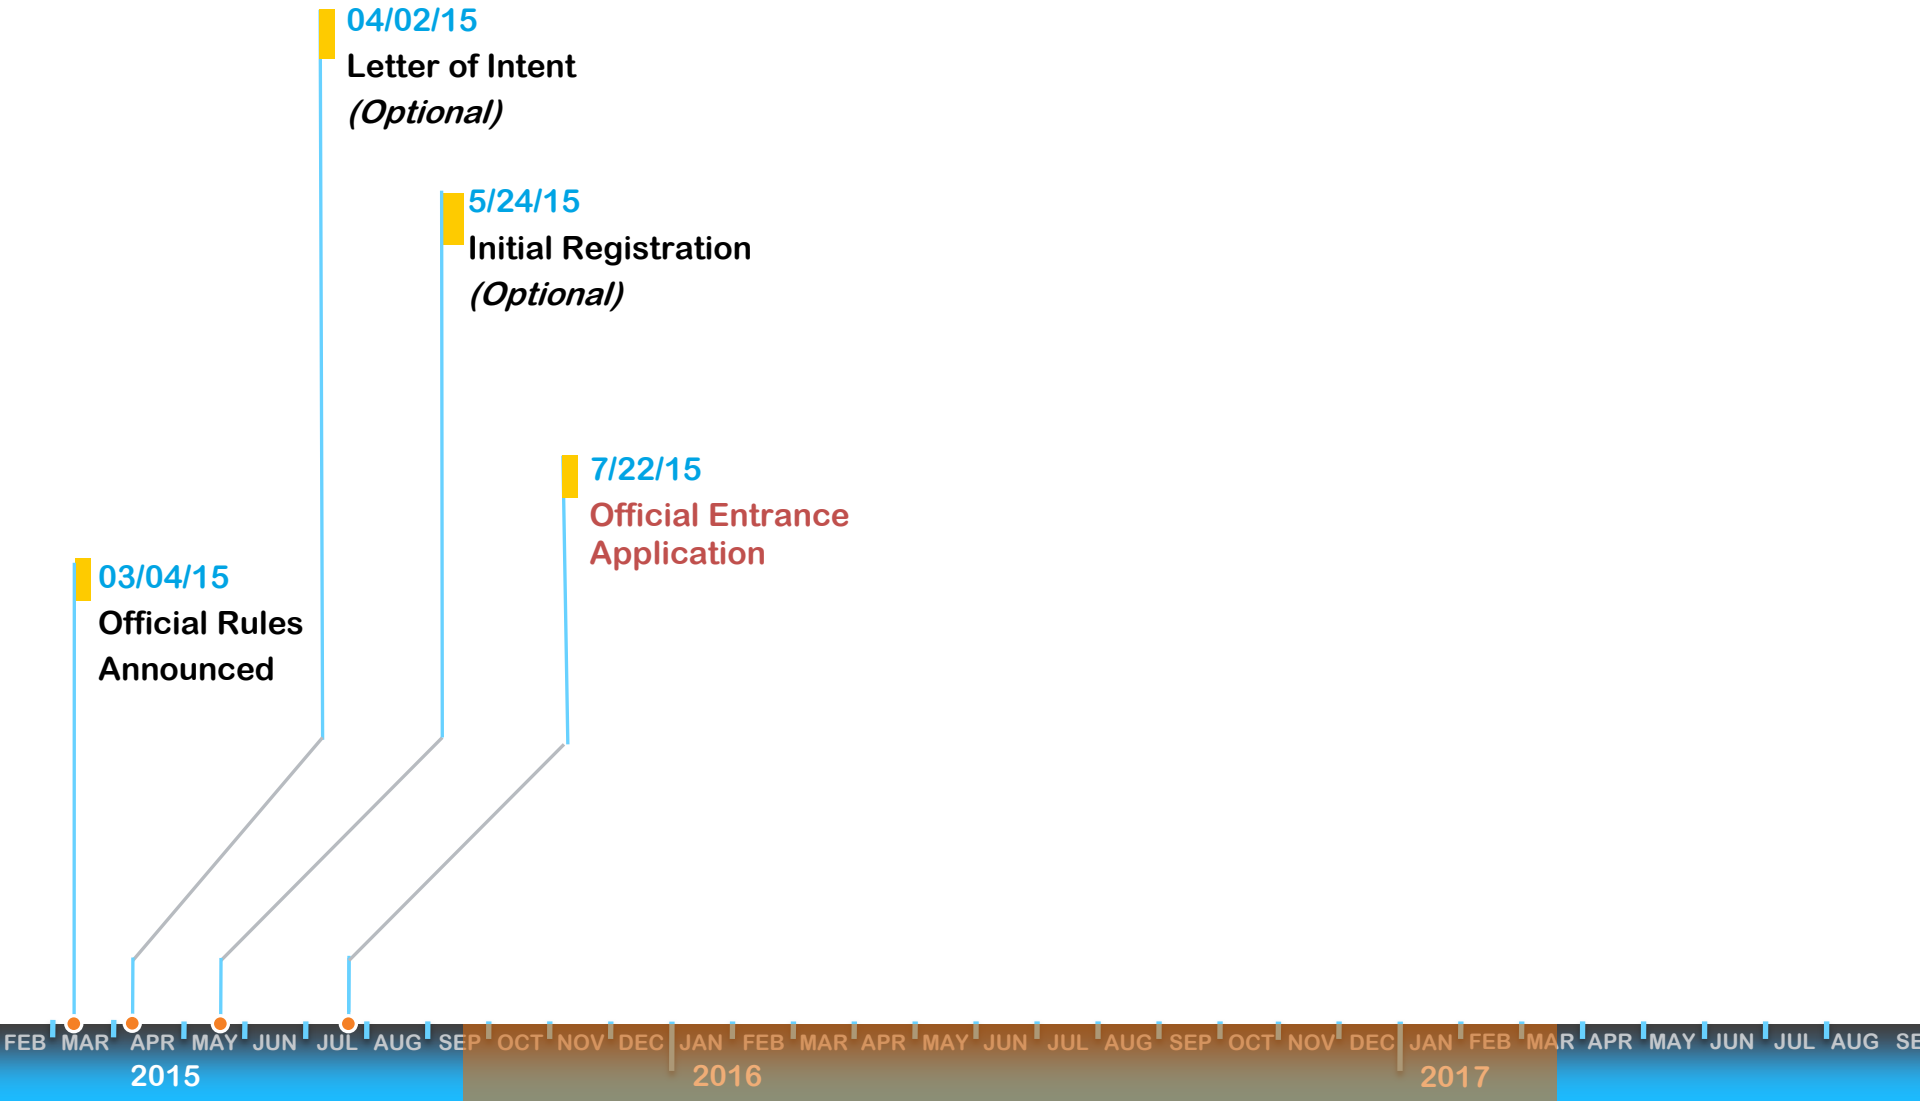 04/02/15
Letter of Intent
(Optional)
5/24/15
Initial Registration
(Optional)
7/22/15
Official Entrance
Application
03/04/15
Official Rules
Announced
FEB MAR APR MAY JUN JUL AUG SEP OCT NOV DEC JAN FEB MAR APR MAY JUN JUL AUG SEP OCT NOV DEC JAN FEB MAR APR MAY JUN JUL AUG SE
2015 2016 2017